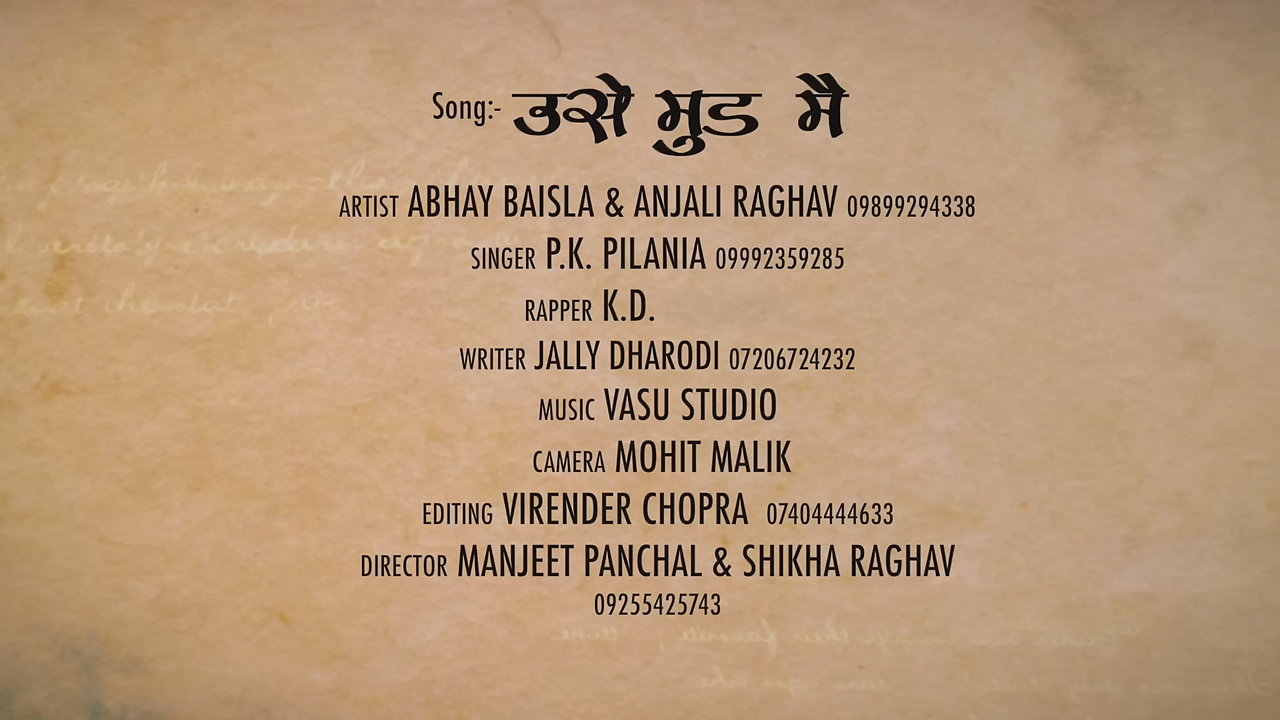 Song:- उसे मुड मै
ARTIST ABHAY BAISLA & ANJALI RAGHAV 09899294338
SINGER P.K. PILANIA 09992359285
RAPPER K.D.
WRITER JALLY DHARODI 07206724232
MUSIC VASU STUDIO
CAMERA MOHIT MALIK
EDITING VIRENDER CHOPRA 07404444633
DIRECTOR MANJEET PANCHAL & SHIKHA RAGHAV
09255425743